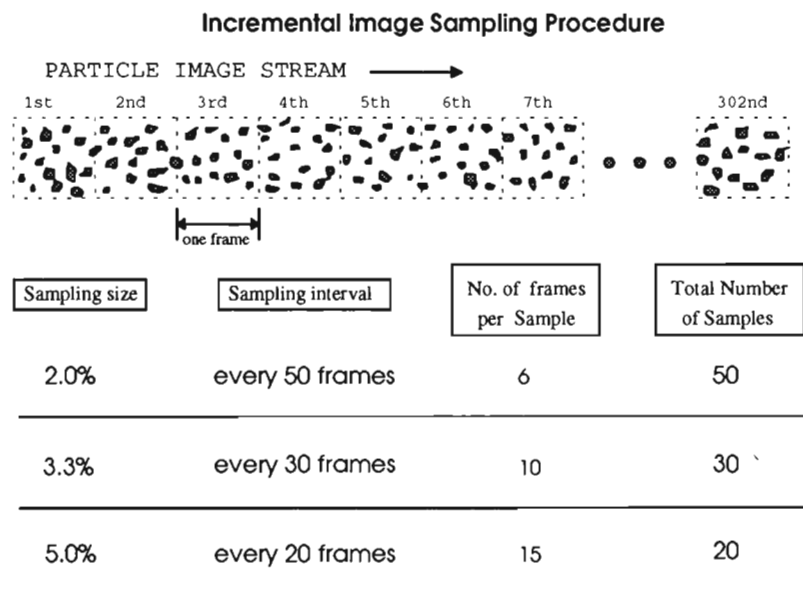 Incremental Image Sampling Procedure
PARTICLE IMAGE STREAM
1st 2nd 3rd 4th 5th 6th 7th 302nd
one frame
Sampling size Sampling interval No. of frames per Sample Total Number of Samples
2.0% every 50 frames 6 50
3.3% every 30 frames 10 30
5.0% every 20 frames 15 20